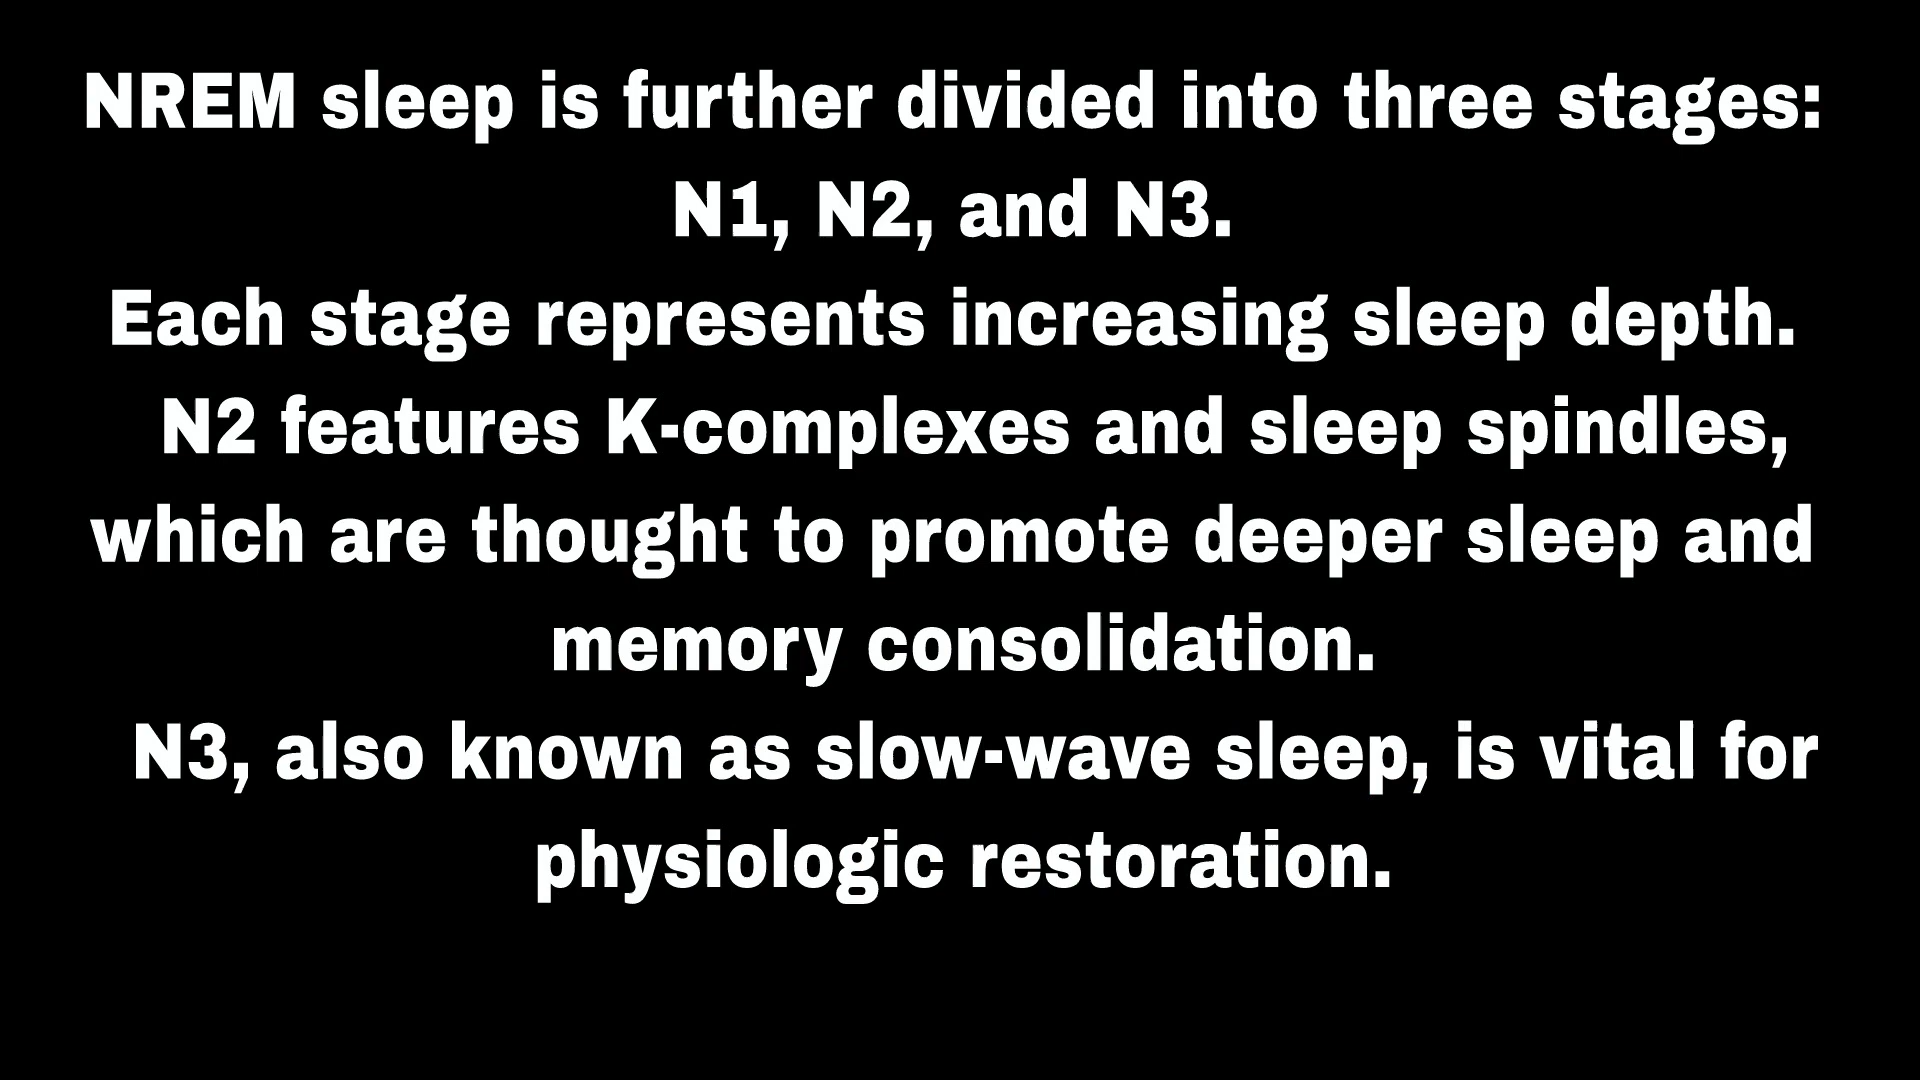 NREM sleep is further divided into three stages:
N1, N2, and N3.
Each stage represents increasing sleep depth.
N2 features K-complexes and sleep spindles,
which are thought to promote deeper sleep and
memory consolidation.
N3, also known as slow-wave sleep, is vital for
physiologic restoration.